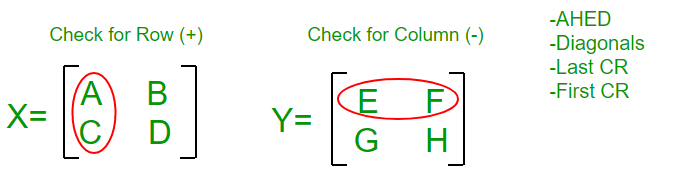 Check for Row (+)
Check for Column (-)
-AHED
-Diagonals
-Last CR
-First CR
X=
A B
C D
Y=
E F
G H